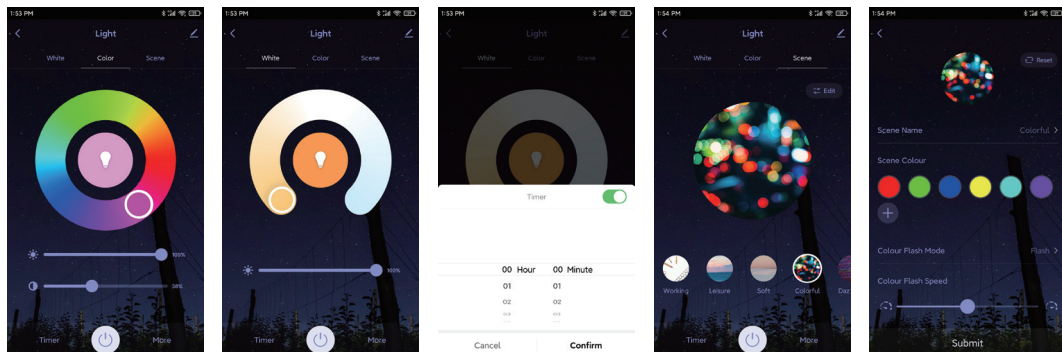 1:53 PM
Light
White Color Scene
100%
38%
Timer More
1:53 PM
Light
White Color Scene
100%
Timer More
1:53 PM
Light
White Color Scene
Timer
00 Hour 00 Minute
01 01
02 02
03 03
Cancel Confirm
1:54 PM
Light
White Color Scene
Edit
Working Leisure Soft Colorful Daz
Timer More
1:54 PM
Reset
Scene Name Colorful
Scene Colour
Colour Flash Mode Flash
Colour Flash Speed
Submit